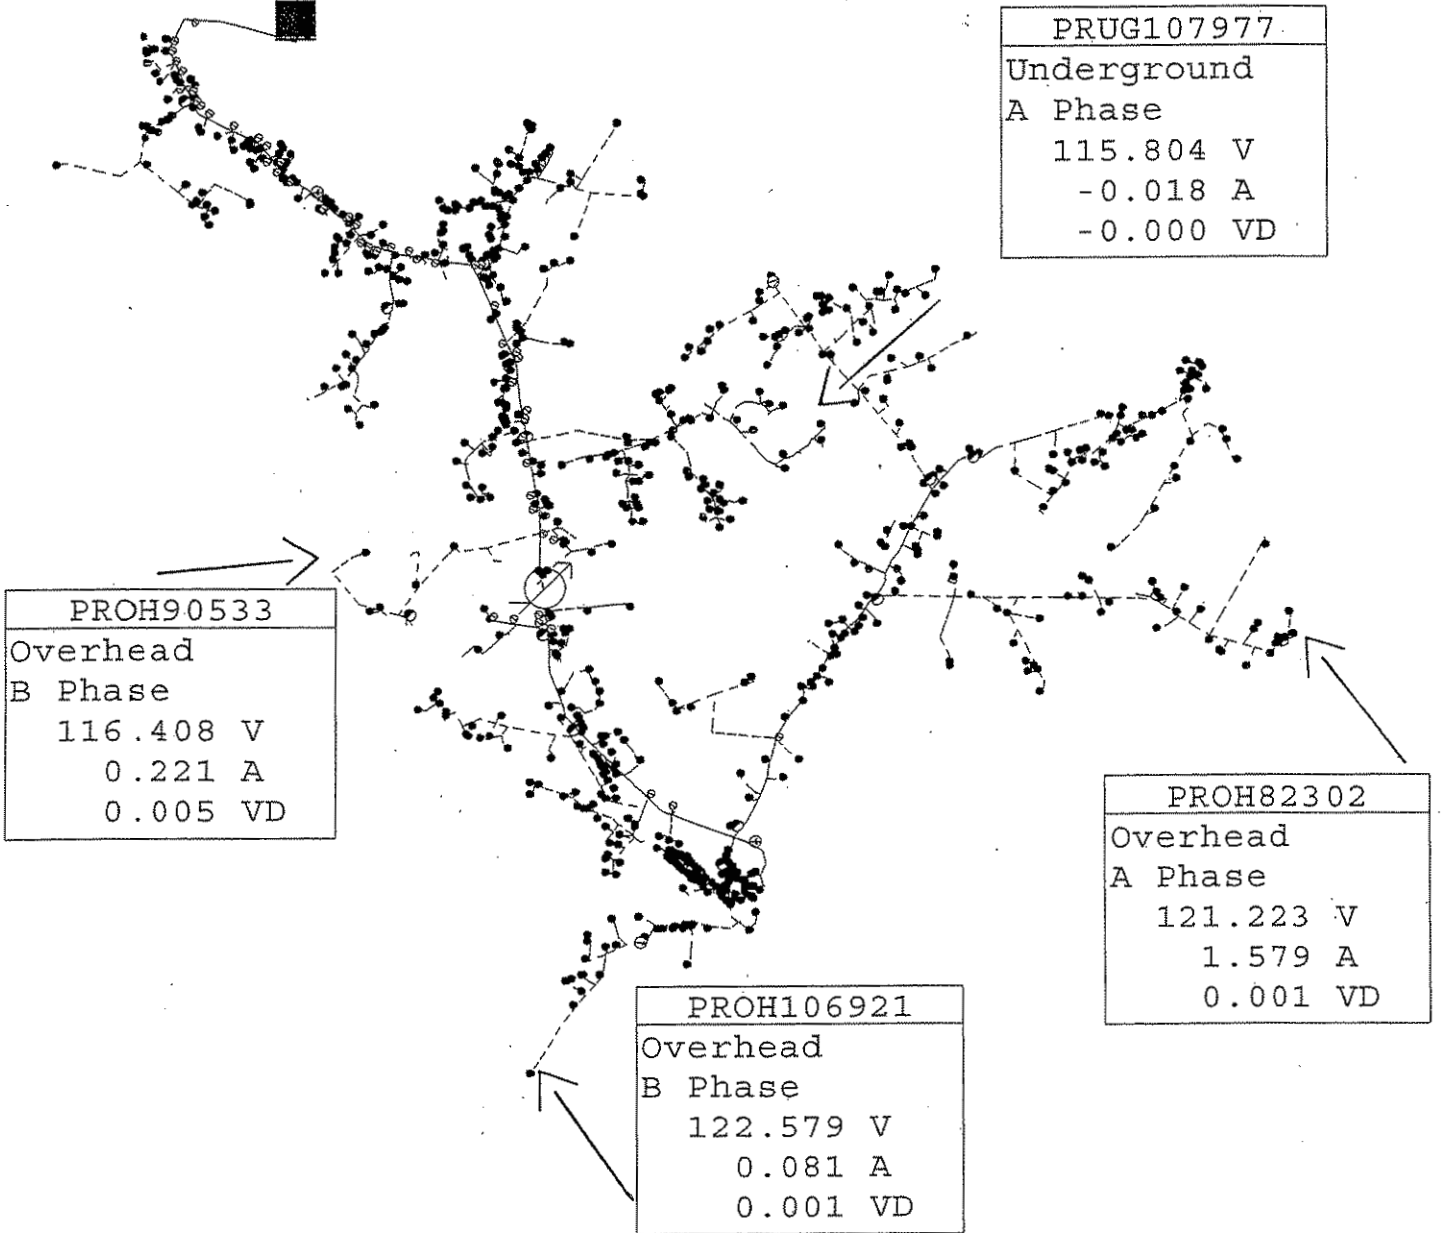 PRUG107977
Underground
A Phase
115.804 V
-0.018 A
-0.000 VD
PROH90533
Overhead
B Phase
116.408 V
0.221 A
0.005 VD
PROH82302
Overhead
A Phase
121.223 V
1.579 A
0.001 VD
PROH106921
Overhead
B Phase
122.579 V
0.081 A
0.001 VD